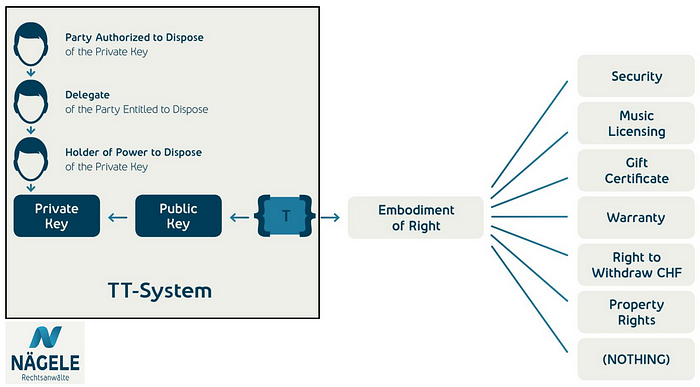 Party Authorized to Dispose
of the Private Key
Delegate
of the Party Entitled to Dispose
Holder of Power to Dispose
of the Private Key
Private
Key
Public
Key
T
TT-System
Embodiment
of Right
Security
Music
Licensing
Gift
Certificate
Warranty
Right to
Withdraw CHF
Property
Rights
(NOTHING)
NÄGELE
Rechtsanwälte